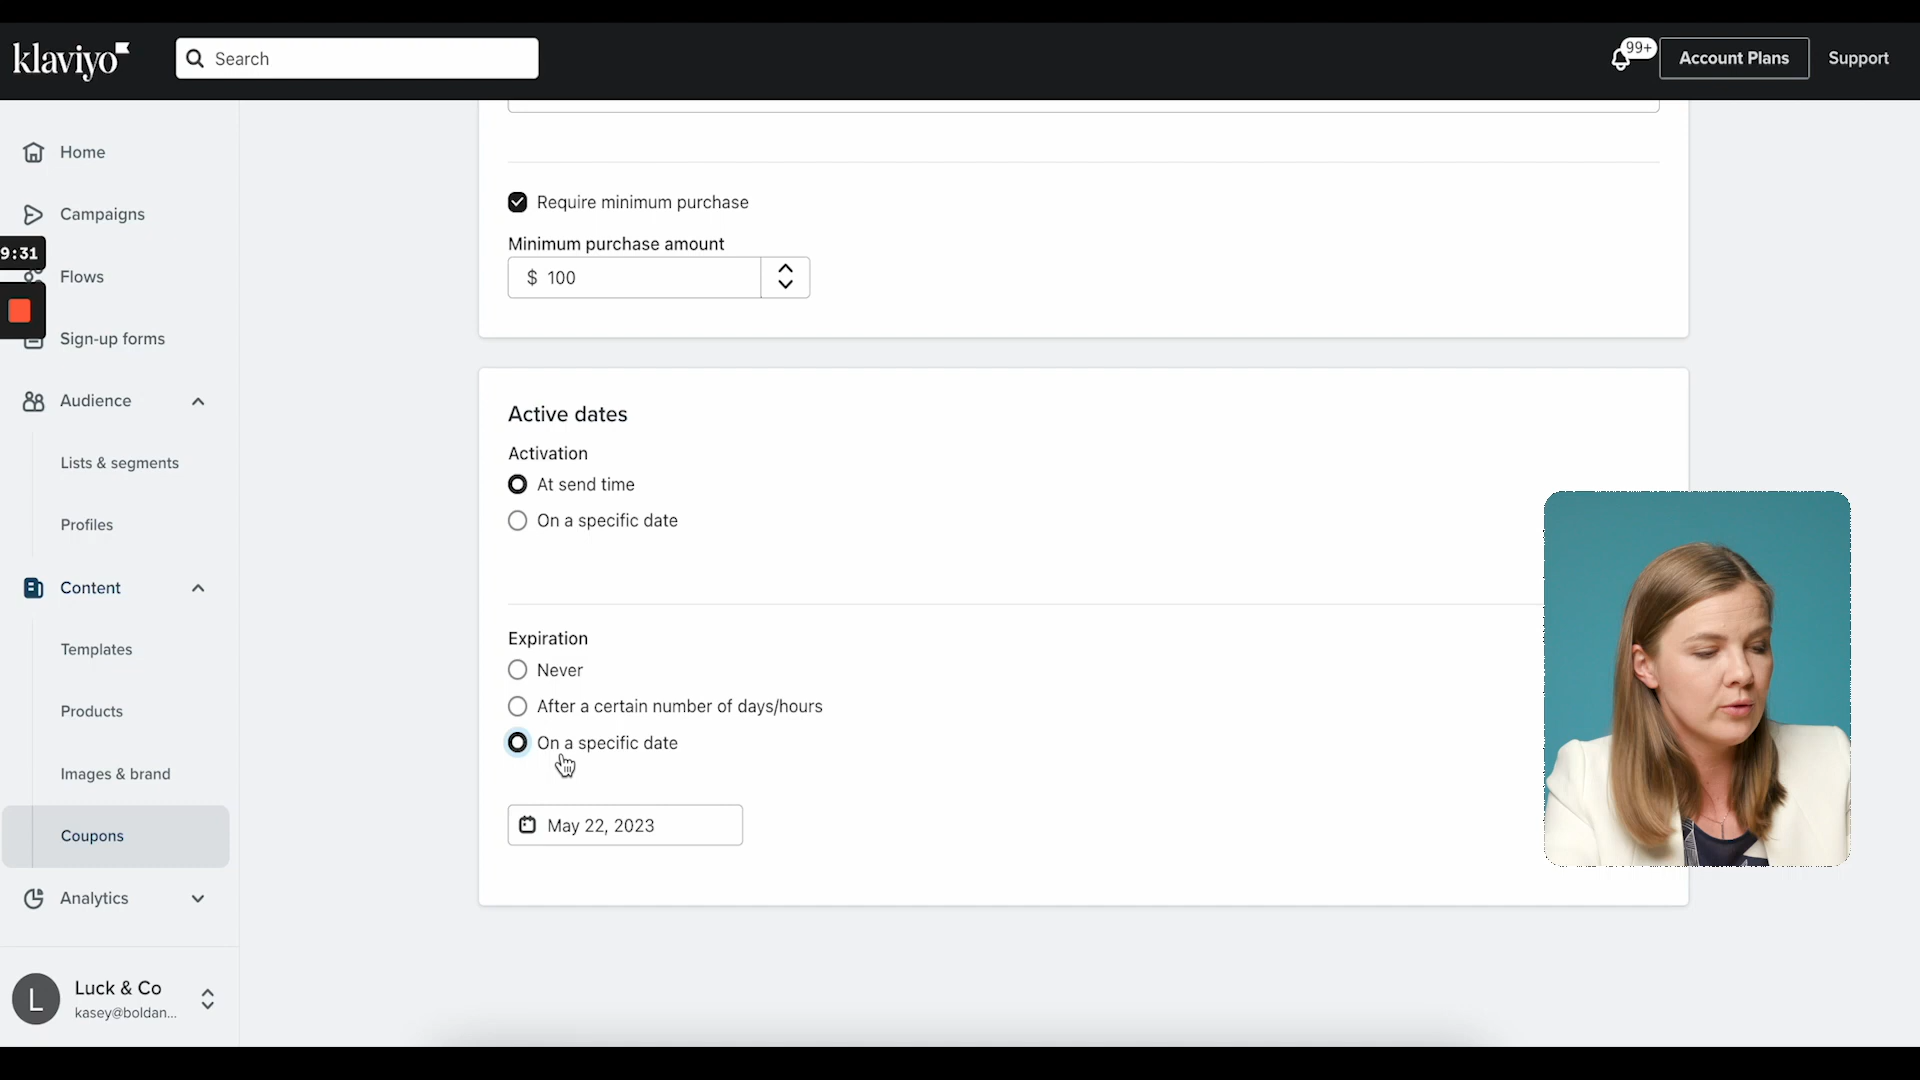 klaviyo
Search
99+
Account Plans
Support
Home
Campaigns
9:31
Flows
Sign-up forms
Audience
Lists & segments
Profiles
Content
Templates
Products
Images & brand
Coupons
Analytics
L
Luck & Co
kasey@boldan...
Require minimum purchase
Minimum purchase amount
$ 100
Active dates
Activation
At send time
On a specific date
Expiration
Never
After a certain number of days/hours
On a specific date
May 22, 2023